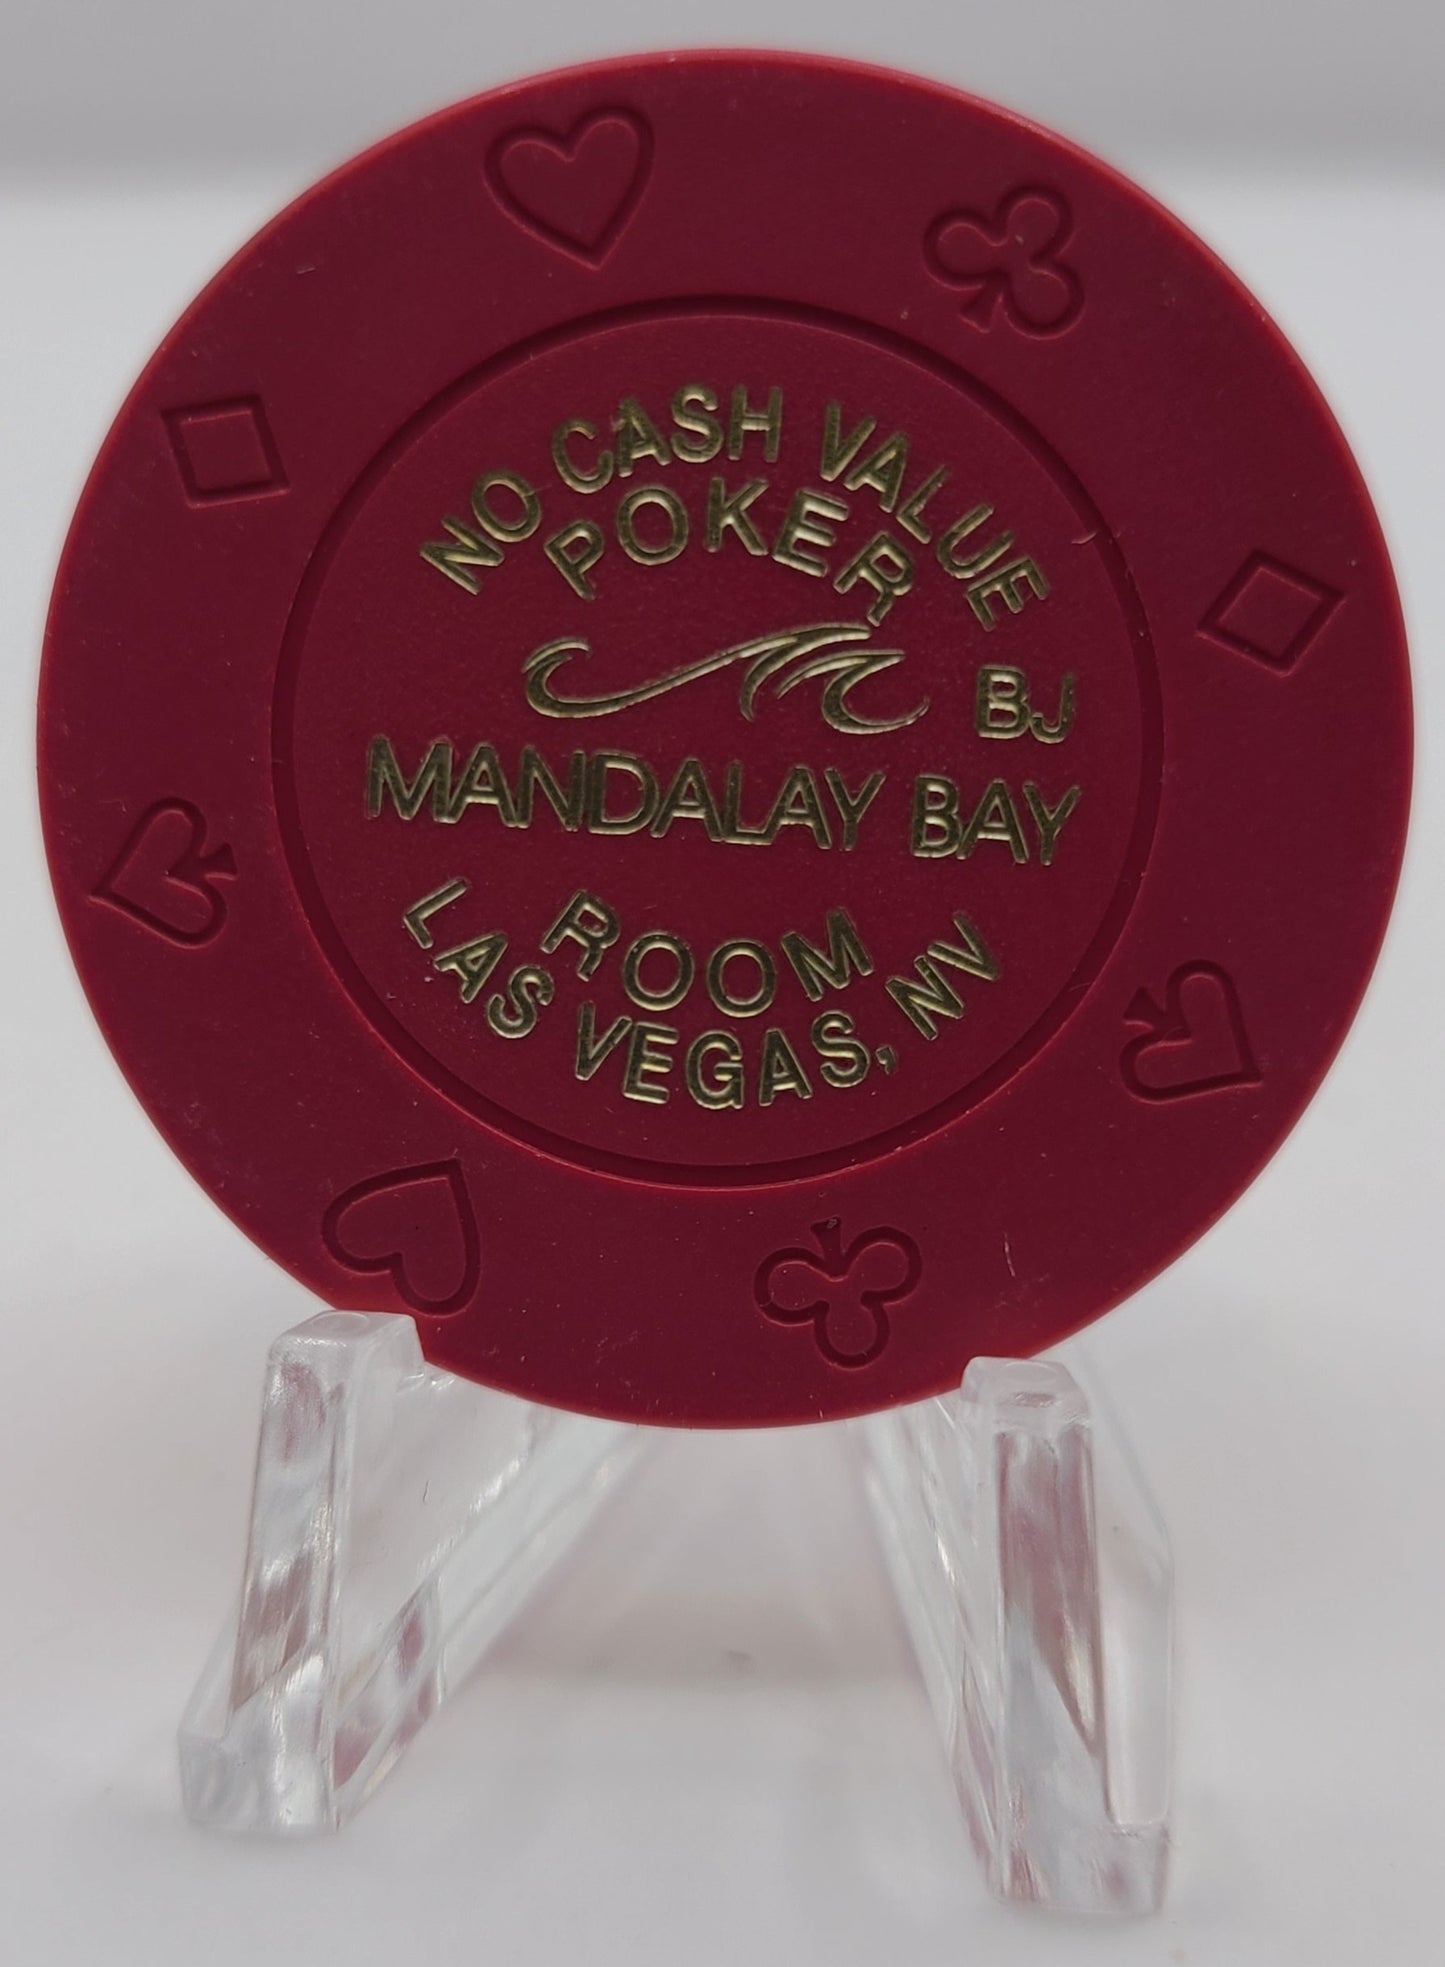 NO CASH VALUE
POKER
BJ
MANDALAY BAY
ROOM
LAS VEGAS, NV